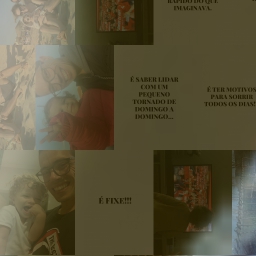 RÁPIDO DO QUE
IMAGINAVA.
É SABER LIDAR
COM UM
PEQUENO
TORNADO DE
DOMINGO A
DOMINGO...
É TER MOTIVOS
PARA SORRIR
TODOS OS DIAS!
É FIXE!!!